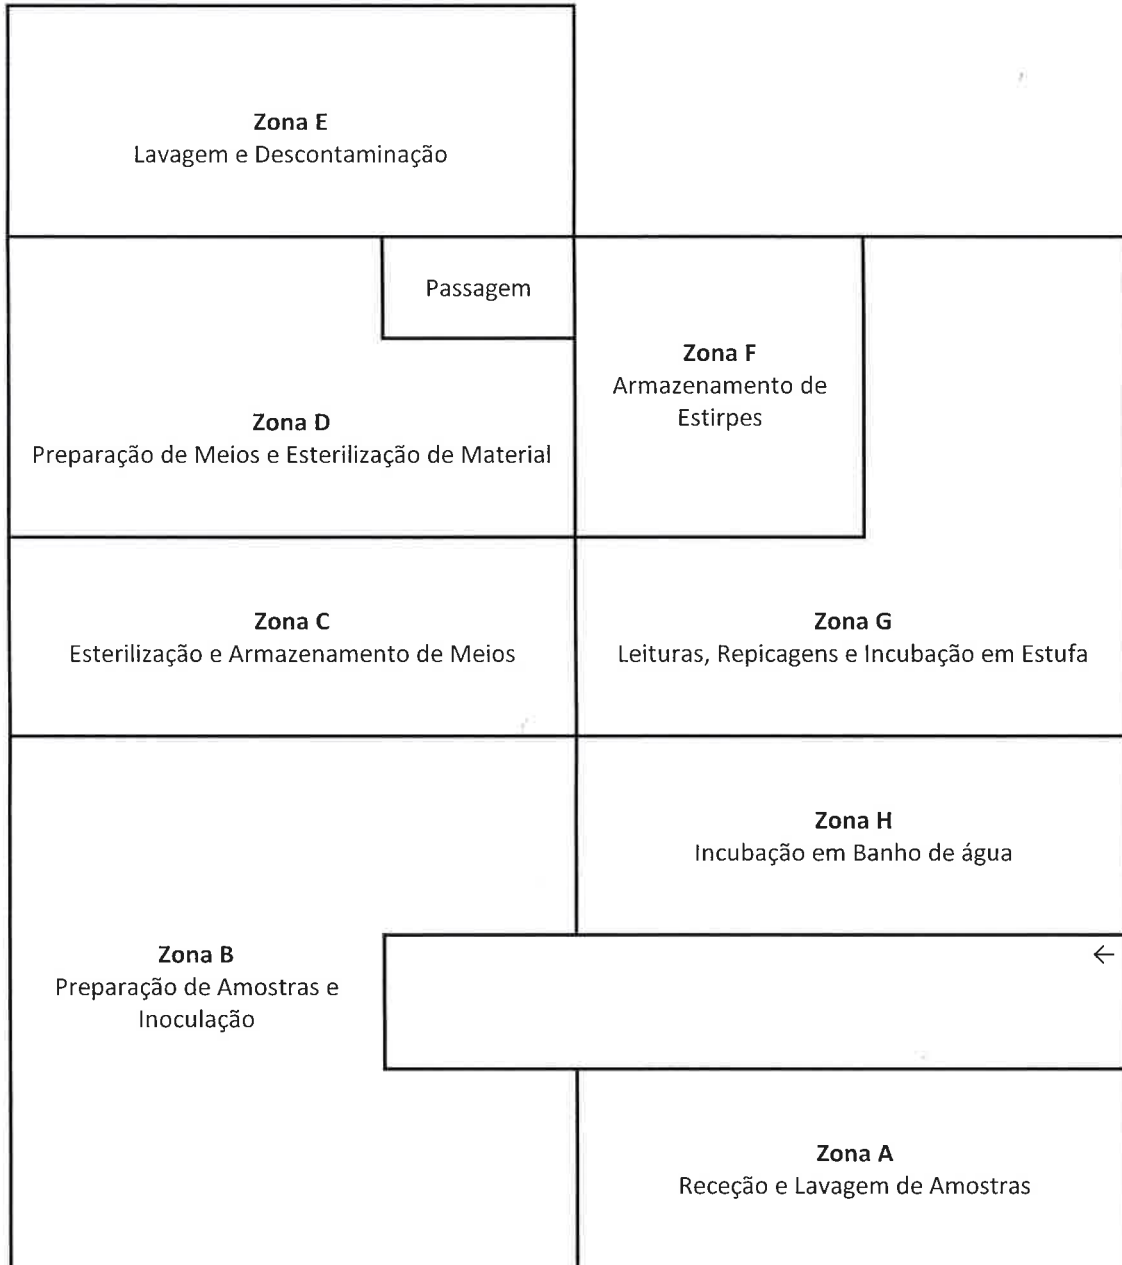 Zona E
Lavagem e Descontaminação
Passagem
Zona F
Armazenamento de
Estirpes
Zona D
Preparação de Meios e Esterilização de Material
Zona C
Esterilização e Armazenamento de Meios
Zona G
Leituras, Repicagens e Incubação em Estufa
Zona H
Incubação em Banho de água
Zona B
Preparação de Amostras e
Inoculação
←
Zona A
Receção e Lavagem de Amostras